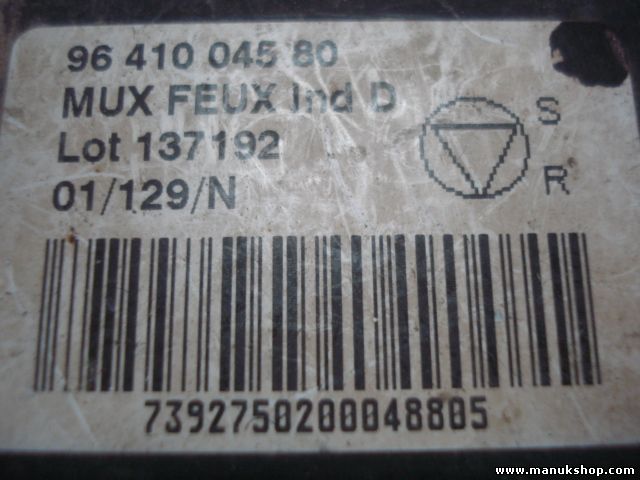 96 410 045 80
MUX FEUX Ind D
Lot 137192
01/129/N
S
R
7392750200048805
www.manukshop.com